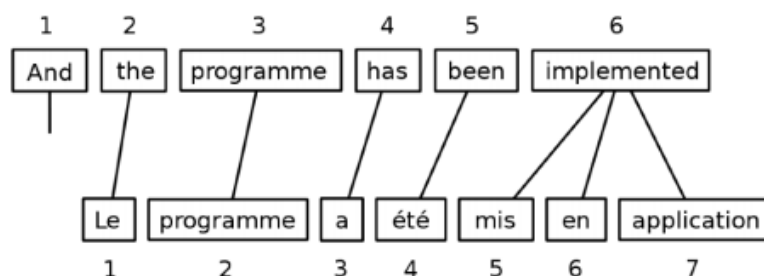 1 2 3 4 5 6
And the programme has been implemented
Le programme a été mis en application
1 2 3 4 5 6 7